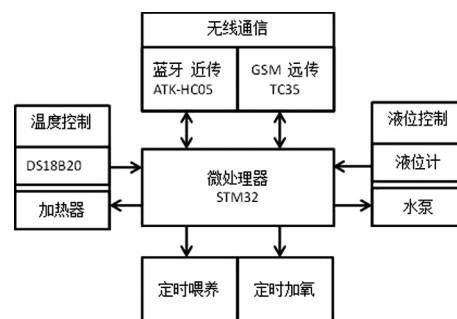 无线通信
蓝牙 近传
ATK-HC05
GSM 远传
TC35
温度控制
DS18B20
加热器
微处理器
STM32
液位控制
液位计
水泵
定时喂养
定时加氧